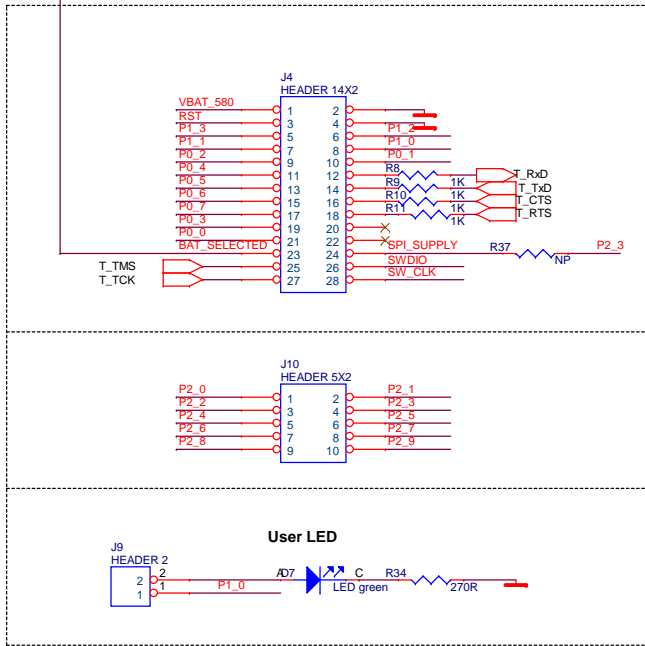 J4
HEADER 14X2
VBAT_580 1 2
RST 3 4
P1_3 5 6 P1_2
P1_1 7 8 P1_0
P0_2 9 10 P0_1
P0_4 11 12 R8 1K T_RxD
P0_5 13 14 R9 1K T_TxD
P0_6 15 16 R10 1K T_CTS
P0_7 17 18 R11 1K T_RTS
P0_3 19 20
P0_0 21 22
BAT_SELECTED 23 24 SPI_SUPPLY R37 NP P2_3
T_TMS 25 26 SWDIO
T_TCK 27 28 SW_CLK
J10
HEADER 5X2
P2_0 1 2 P2_1
P2_2 3 4 P2_3
P2_4 5 6 P2_5
P2_6 7 8 P2_7
P2_8 9 10 P2_9
User LED
J9
HEADER 2
2 2 A D7 C R34
1 1 P1_0 LED green 270R